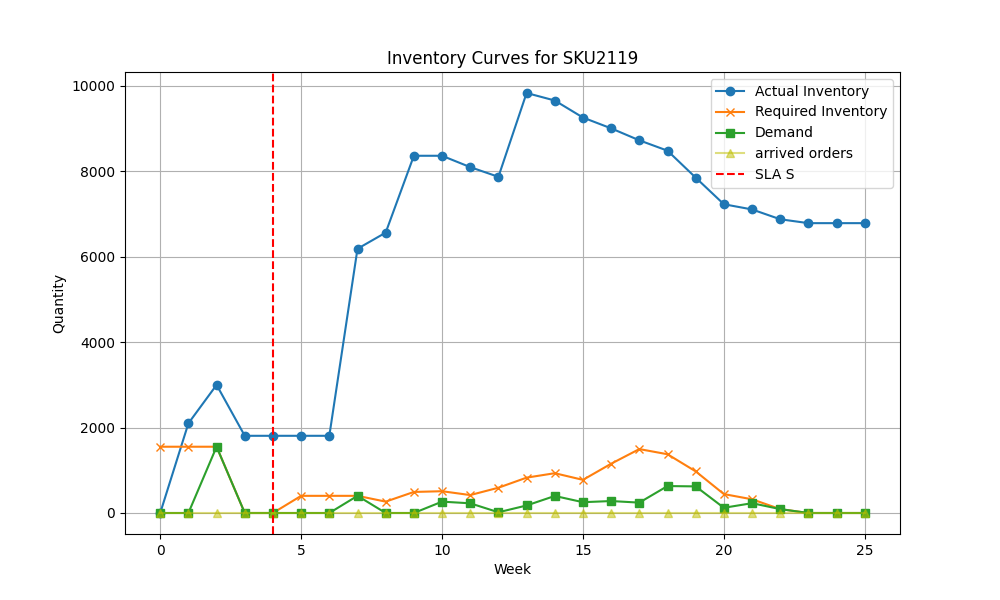 Inventory Curves for SKU2119
Actual Inventory
Required Inventory
Demand
arrived orders
SLA S
Quantity
10000
8000
6000
4000
2000
0
0 5 10 15 20 25
Week